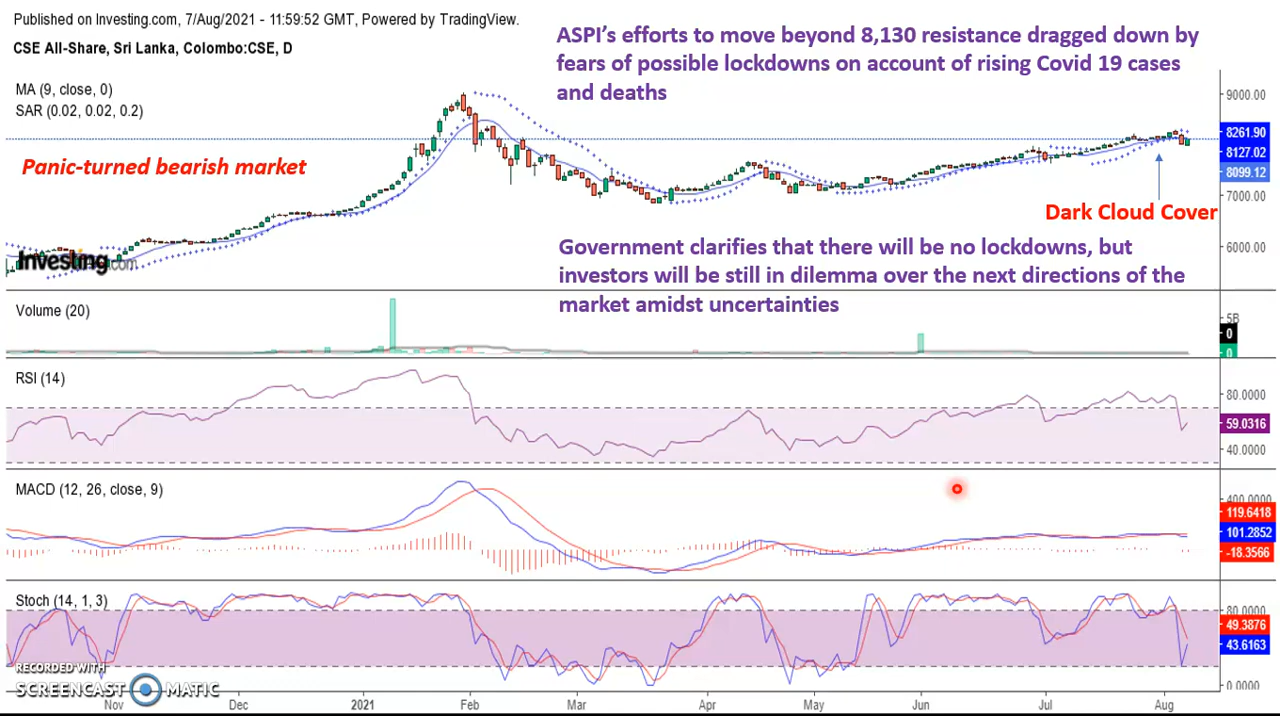 Published on Investing.com, 7/Aug/2021 - 11:59:52 GMT, Powered by TradingView.
CSE All-Share, Sri Lanka, Colombo:CSE, D
ASPI's efforts to move beyond 8,130 resistance dragged down by
fears of possible lockdowns on account of rising Covid 19 cases
and deaths
MA (9, close, 0)
SAR (0.02, 0.02, 0.2)
Panic-turned bearish market
9000.00
8261.90
8127.02
8099.12
7000.00
6000.00
Dark Cloud Cover
Government clarifies that there will be no lockdowns, but
investors will be still in dilemma over the next directions of the
market amidst uncertainties
Investing.com
Volume (20)
5B
0
0
RSI (14)
80.0000
59.0316
40.0000
MACD (12, 26, close, 9)
400.0000
119.6418
101.2852
-18.3566
Stoch (14, 1, 3)
80.0000
49.3876
43.6163
0.0000
RECORDED WITH
SCREENCAST MATIC
Nov Dec 2021 Feb Mar Apr May Jun Jul Aug